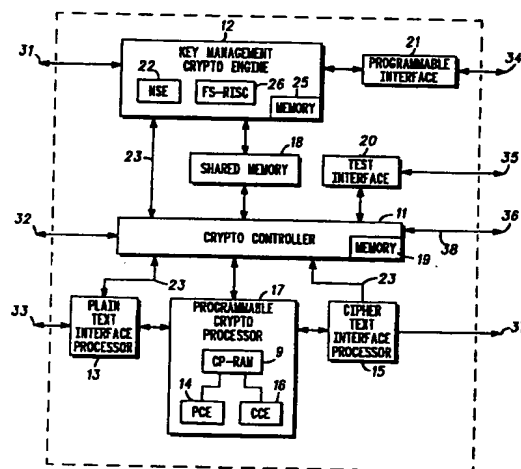 12
31
KEY MANAGEMENT
CRYPTO ENGINE
22
26
25
NSE
FS-RISC
MEMORY
21
PROGRAMMABLE
INTERFACE
34
23
18
SHARED MEMORY
20
TEST
INTERFACE
35
32
11
CRYPTO CONTROLLER
MEMORY
19
36
38
23
17
23
33
PLAIN
TEXT
INTERFACE
PROCESSOR
13
PROGRAMMABLE
CRYPTO
PROCESSOR
CP-RAM
9
14
16
PCE
CCE
CIPHER
TEXT
INTERFACE
PROCESSOR
15